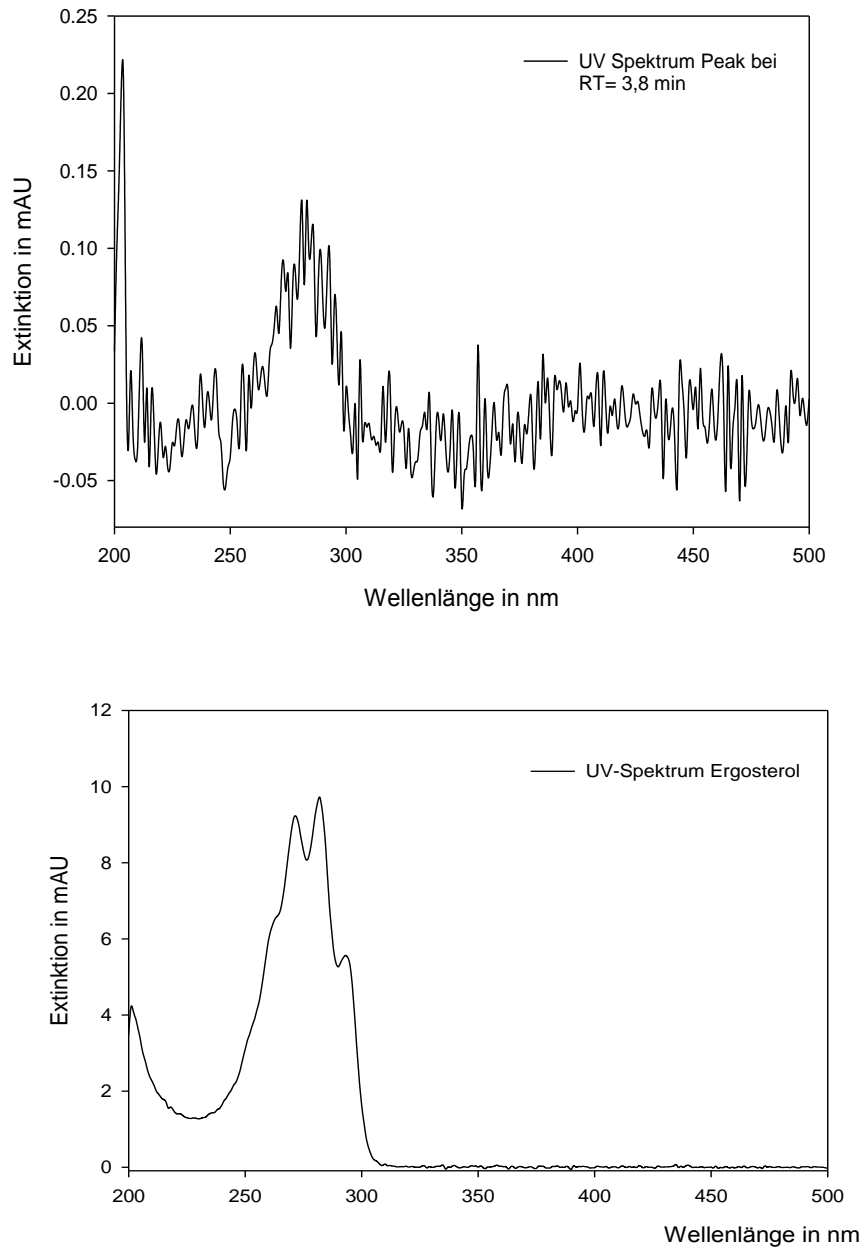 0.25
UV Spektrum Peak bei
RT= 3,8 min
0.20
0.15
0.10
0.05
0.00
-0.05
Extinktion in mAU
200 250 300 350 400 450 500
Wellenlänge in nm
12
UV-Spektrum Ergosterol
10
8
6
4
2
0
Extinktion in mAU
200 250 300 350 400 450 500
Wellenlänge in nm